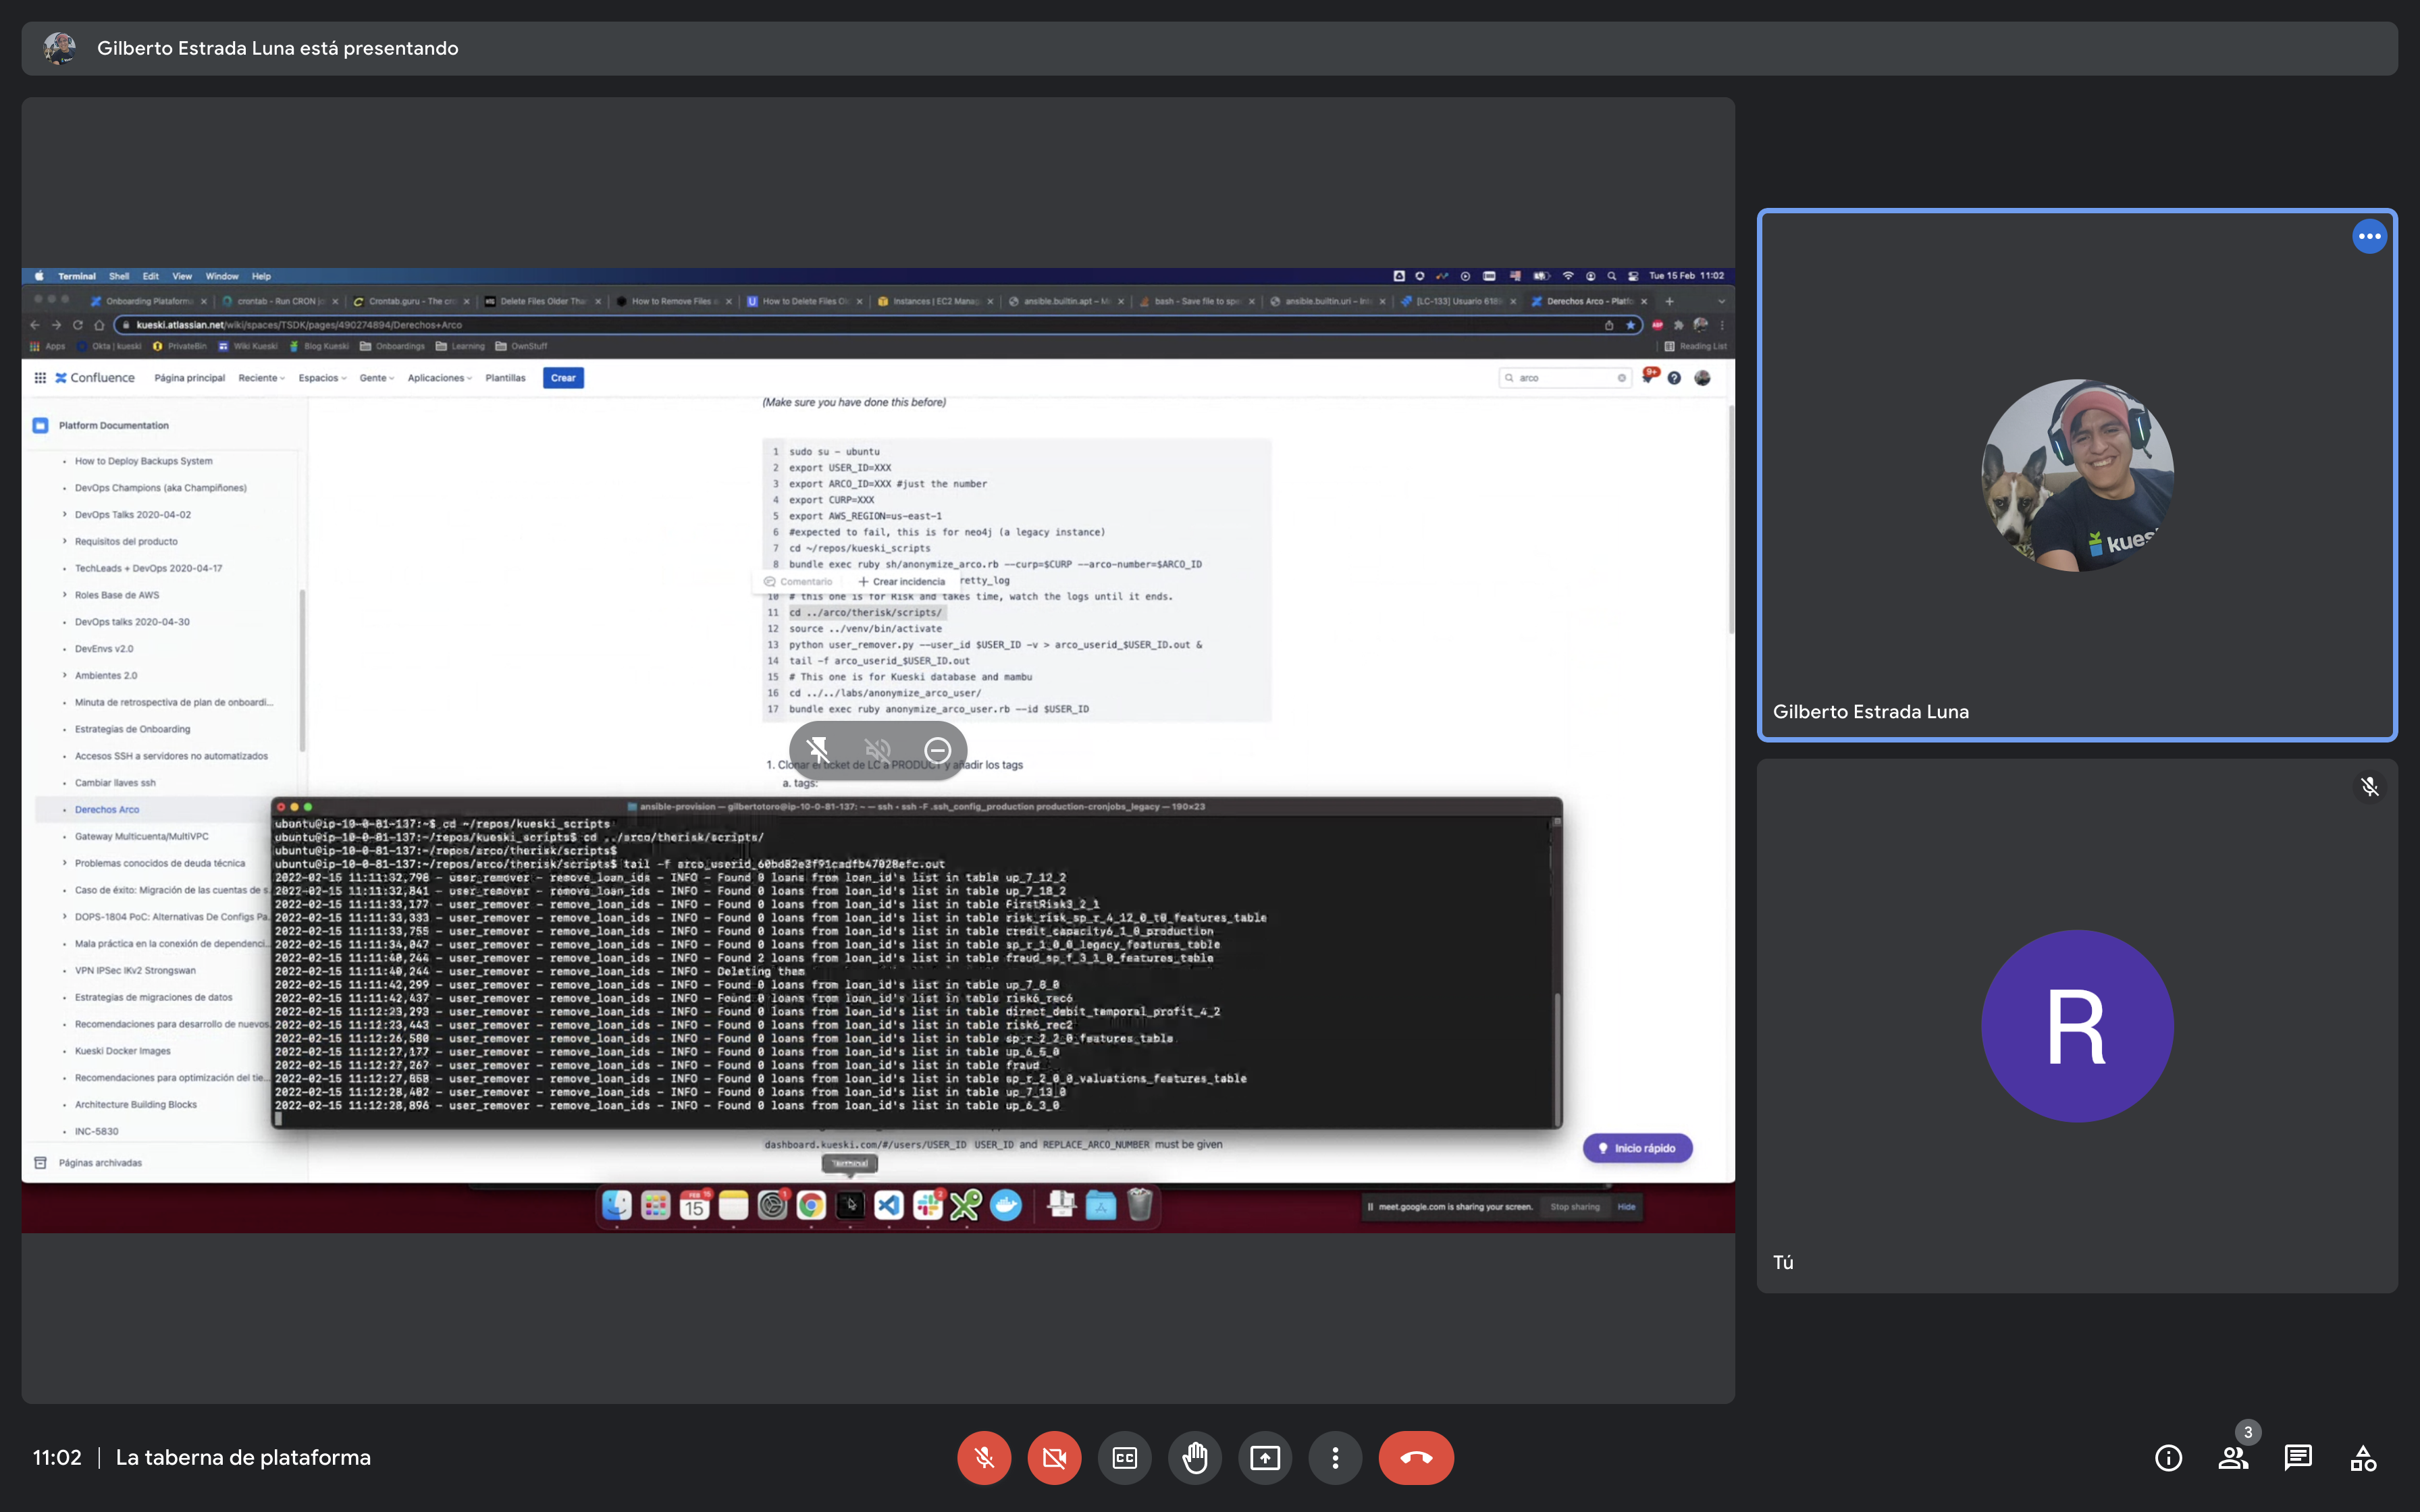 Gilberto Estrada Luna está presentando
Terminal Shell Edit View Window Help
Tue 15 Feb 11:02
Onboarding Plataforma
crontab - Run CRON jo
Crontab.guru - The cro
Delete Files Older Than
How to Remove Files
How to Delete Files Ol
Instances | EC2 Manag
ansible.builtin.apt –
bash - Save file to spe
ansible.builtin.uri – Int
[LC-133] Usuario 618
Derechos Arco - Platfo
kueski.atlassian.net/wiki/spaces/TSDK/pages/490274894/Derechos+Arco
Apps Okta | kueski PrivateBin Wiki Kueski Blog Kueski Onboardings Learning OwnStuff
Reading List
Confluence Página principal Reciente Espacios Gente Aplicaciones Plantillas Crear
arco
9+
Platform Documentation
How to Deploy Backups System
DevOps Champions (aka Champiñones)
DevOps Talks 2020-04-02
Requisitos del producto
TechLeads + DevOps 2020-04-17
Roles Base de AWS
DevOps talks 2020-04-30
DevEnvs v2.0
Ambientes 2.0
Minuta de retrospectiva de plan de onboardi...
Estrategias de Onboarding
Accesos SSH a servidores no automatizados
Cambiar llaves ssh
Derechos Arco
Gateway Multicuenta/MultiVPC
Problemas conocidos de deuda técnica
Caso de éxito: Migración de las cuentas de s
DOPS-1804 PoC: Alternativas De Configs Pa
Mala práctica en la conexión de dependenci
VPN IPSec IKv2 Strongswan
Estrategias de migraciones de datos
Recomendaciones para desarrollo de nuevos
Kueski Docker Images
Recomendaciones para optimización del tie
Architecture Building Blocks
INC-5830
Páginas archivadas
(Make sure you have done this before)
1 sudo su - ubuntu
2 export USER_ID=XXX
3 export ARCO_ID=XXX #just the number
4 export CURP=XXX
5 export AWS_REGION=us-east-1
6 #expected to fail, this is for neo4j (a legacy instance)
7 cd ~/repos/kueski_scripts
8 bundle exec ruby sh/anonymize_arco.rb --curp=$CURP --arco-number=$ARCO_ID
Comentario Crear incidencia retty_log
10 # this one is for Risk and takes time, watch the logs until it ends.
11 cd ../arco/therisk/scripts/
12 source ../venv/bin/activate
13 python user_remover.py --user_id $USER_ID -v > arco_userid_$USER_ID.out &
14 tail -f arco_userid_$USER_ID.out
15 # This one is for Kueski database and mambu
16 cd ../../labs/anonymize_arco_user/
17 bundle exec ruby anonymize_arco_user.rb --id $USER_ID
1. Clonar el ticket de LC a PRODUCT y añadir los tags
a. tags:
ansible-provision — gilbertotoro@ip-10-0-81-137: ~ — ssh - ssh -F .ssh_config_production production-cronjobs_legacy — 190×23
ubuntu@ip-10-0-81-137:~$ cd ~/repos/kueski_scripts
ubuntu@ip-10-0-81-137:~/repos/kueski_scripts$ cd ../arco/therisk/scripts/
ubuntu@ip-10-0-81-137:~/repos/arco/therisk/scripts$
ubuntu@ip-10-0-81-137:~/repos/arco/therisk/scripts$ tail -f arco_userid_60bd82e3f91cadfb47028efc.out
2022-02-15 11:11:32,798 - user_remover - remove_loan_ids - INFO - Found 0 loans from loan_id's list in table up_7_12_2
2022-02-15 11:11:32,841 - user_remover - remove_loan_ids - INFO - Found 0 loans from loan_id's list in table up_7_18_2
2022-02-15 11:11:33,177 - user_remover - remove_loan_ids - INFO - Found 0 loans from loan_id's list in table FirstRisk3_2_1
2022-02-15 11:11:33,333 - user_remover - remove_loan_ids - INFO - Found 0 loans from loan_id's list in table risk_risk_sp_r_4_12_0_t0_features_table
2022-02-15 11:11:33,755 - user_remover - remove_loan_ids - INFO - Found 0 loans from loan_id's list in table credit_capacity6_1_0_production
2022-02-15 11:11:34,047 - user_remover - remove_loan_ids - INFO - Found 0 loans from loan_id's list in table sp_r_1_0_0_legacy_features_table
2022-02-15 11:11:40,244 - user_remover - remove_loan_ids - INFO - Found 2 loans from loan_id's list in table fraud_sp_f_3_1_0_features_table
2022-02-15 11:11:40,244 - user_remover - remove_loan_ids - INFO - Deleting them
2022-02-15 11:11:42,299 - user_remover - remove_loan_ids - INFO - Found 0 loans from loan_id's list in table up_7_8_0
2022-02-15 11:11:42,437 - user_remover - remove_loan_ids - INFO - Found 0 loans from loan_id's list in table risk6_rec6
2022-02-15 11:12:23,293 - user_remover - remove_loan_ids - INFO - Found 0 loans from loan_id's list in table direct_debit_temporal_profit_4_2
2022-02-15 11:12:23,443 - user_remover - remove_loan_ids - INFO - Found 0 loans from loan_id's list in table risk6_rec2
2022-02-15 11:12:26,580 - user_remover - remove_loan_ids - INFO - Found 0 loans from loan_id's list in table sp_r_2_2_0_features_table
2022-02-15 11:12:27,177 - user_remover - remove_loan_ids - INFO - Found 0 loans from loan_id's list in table up_6_5_0
2022-02-15 11:12:27,267 - user_remover - remove_loan_ids - INFO - Found 0 loans from loan_id's list in table fraud
2022-02-15 11:12:27,858 - user_remover - remove_loan_ids - INFO - Found 0 loans from loan_id's list in table sp_r_2_0_0_valuations_features_table
2022-02-15 11:12:28,402 - user_remover - remove_loan_ids - INFO - Found 0 loans from loan_id's list in table up_7_13_0
2022-02-15 11:12:28,896 - user_remover - remove_loan_ids - INFO - Found 0 loans from loan_id's list in table up_6_3_0
dashboard.kueski.com/#/users/USER_ID USER_ID and REPLACE_ARCO_NUMBER must be given
Inicio rápido
Terminal
FEB 15
15
meet.google.com is sharing your screen. Stop sharing Hide
kues
Gilberto Estrada Luna
R
Tú
11:02 | La taberna de plataforma
CC
3